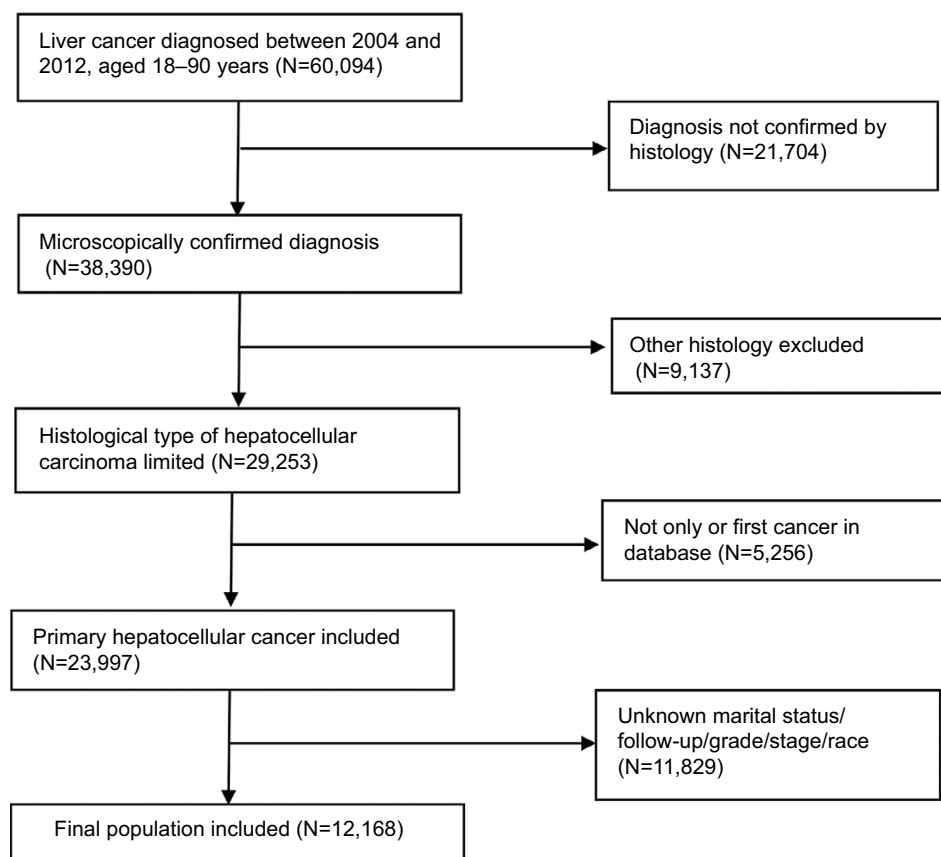 Liver cancer diagnosed between 2004 and
2012, aged 18–90 years (N=60,094)
Diagnosis not confirmed by
histology (N=21,704)
Microscopically confirmed diagnosis
(N=38,390)
Other histology excluded
(N=9,137)
Histological type of hepatocellular
carcinoma limited (N=29,253)
Not only or first cancer in
database (N=5,256)
Primary hepatocellular cancer included
(N=23,997)
Unknown marital status/
follow-up/grade/stage/race
(N=11,829)
Final population included (N=12,168)